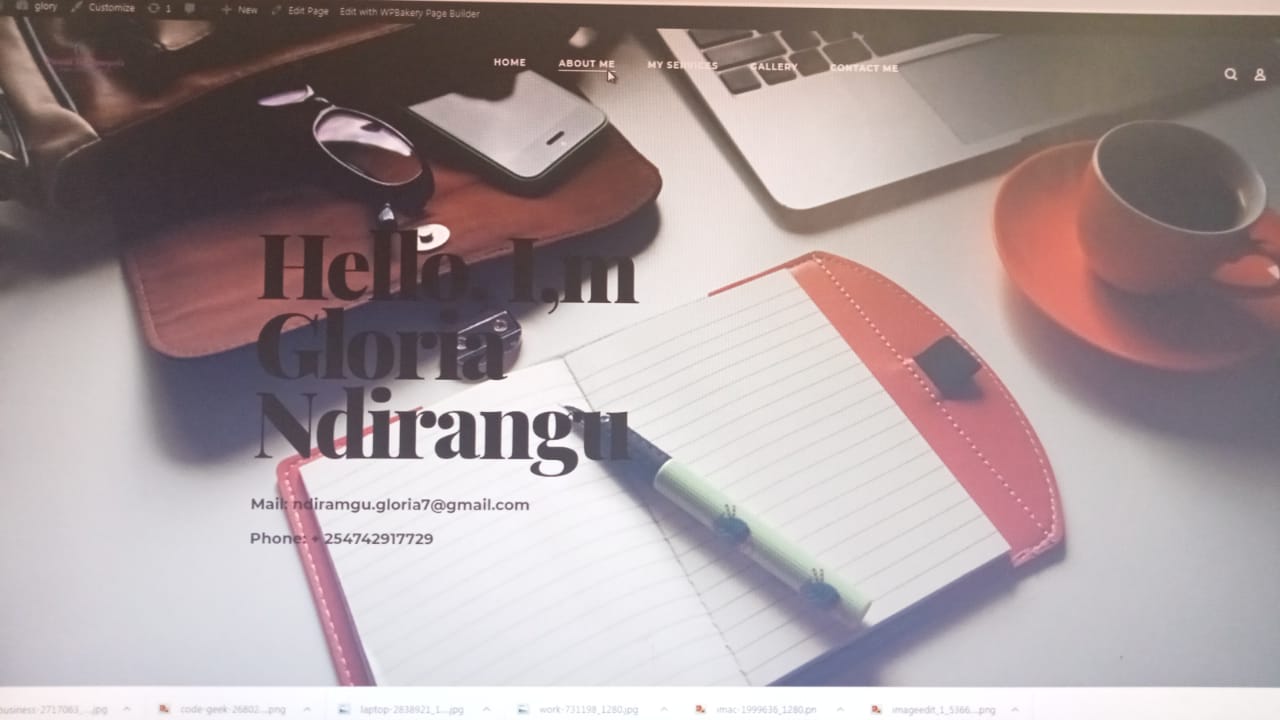 glory Customize 1 New Edit Page Edit with WPBakery Page Builder
HOME ABOUT ME MY SERVICES GALLERY CONTACT ME
Hello. I,m
Gloria
Ndirangu
Mail: ndiramgu.gloria7@gmail.com
Phone: + 254742917729
business-2717063_....jpg code-geek-26802....png laptop-2838921_1....jpg work-731198_1280.jpg imac-1999636_1280.pn imageedit_1_5366....png